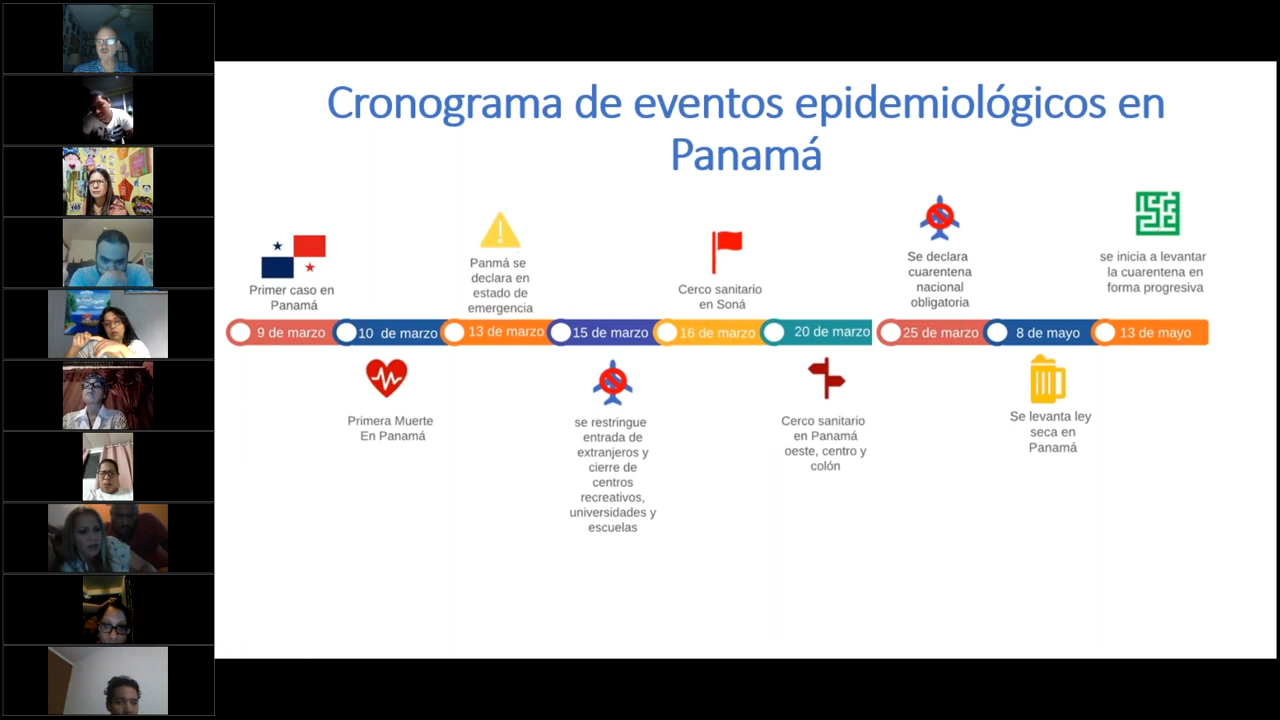 Cronograma de eventos epidemiológicos en
Panamá
Primer caso en
Panamá
Panmá se
declara en
estado de
emergencia
Cerco sanitario
en Soná
Se declara
cuarentena
nacional
obligatoria
se inicia a levantar
la cuarentena en
forma progresiva
9 de marzo
10 de marzo
13 de marzo
15 de marzo
16 de marzo
20 de marzo
25 de marzo
8 de mayo
13 de mayo
Primera Muerte
En Panamá
se restringue
entrada de
extranjeros y
cierre de
centros
recreativos,
universidades y
escuelas
Cerco sanitario
en Panamá
oeste, centro y
colón
Se levanta ley
seca en
Panamá